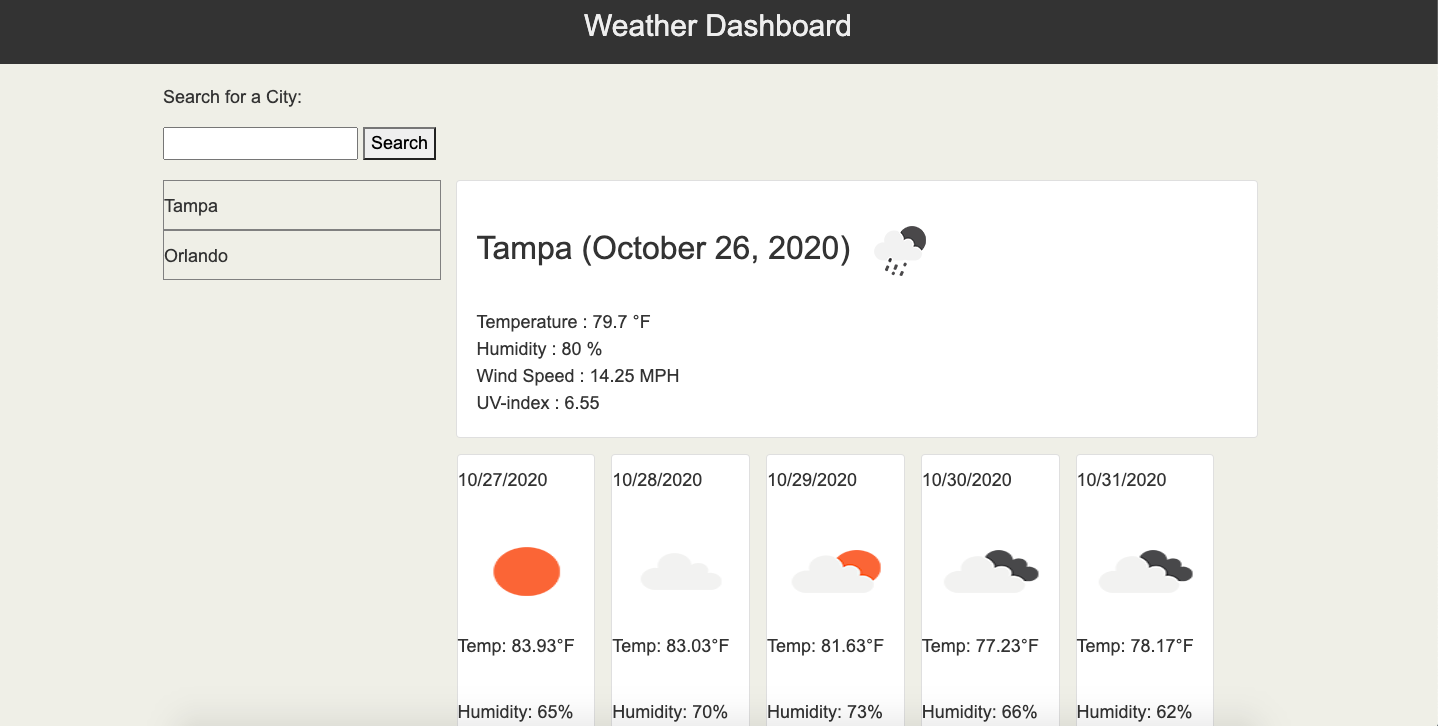 Weather Dashboard
Search for a City:
Search
Tampa
Orlando
Tampa (October 26, 2020)
Temperature : 79.7 °F
Humidity : 80 %
Wind Speed : 14.25 MPH
UV-index : 6.55
10/27/2020 10/28/2020 10/29/2020 10/30/2020 10/31/2020
Temp: 83.93°F Temp: 83.03°F Temp: 81.63°F Temp: 77.23°F Temp: 78.17°F
Humidity: 65% Humidity: 70% Humidity: 73% Humidity: 66% Humidity: 62%